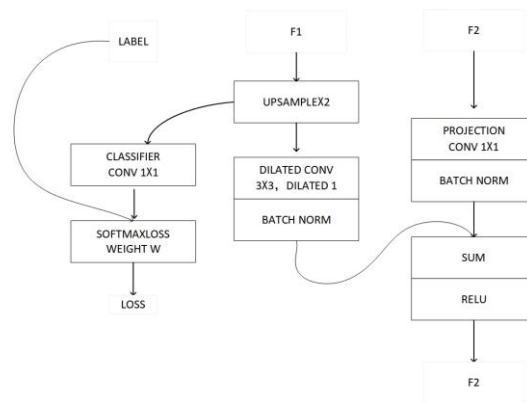 LABEL
F1
F2
UPSAMPLEX2
CLASSIFIER
CONV 1X1
DILATED CONV
3X3, DILATED 1
BATCH NORM
PROJECTION
CONV 1X1
BATCH NORM
SOFTMAXLOSS
WEIGHT W
SUM
RELU
LOSS
F2